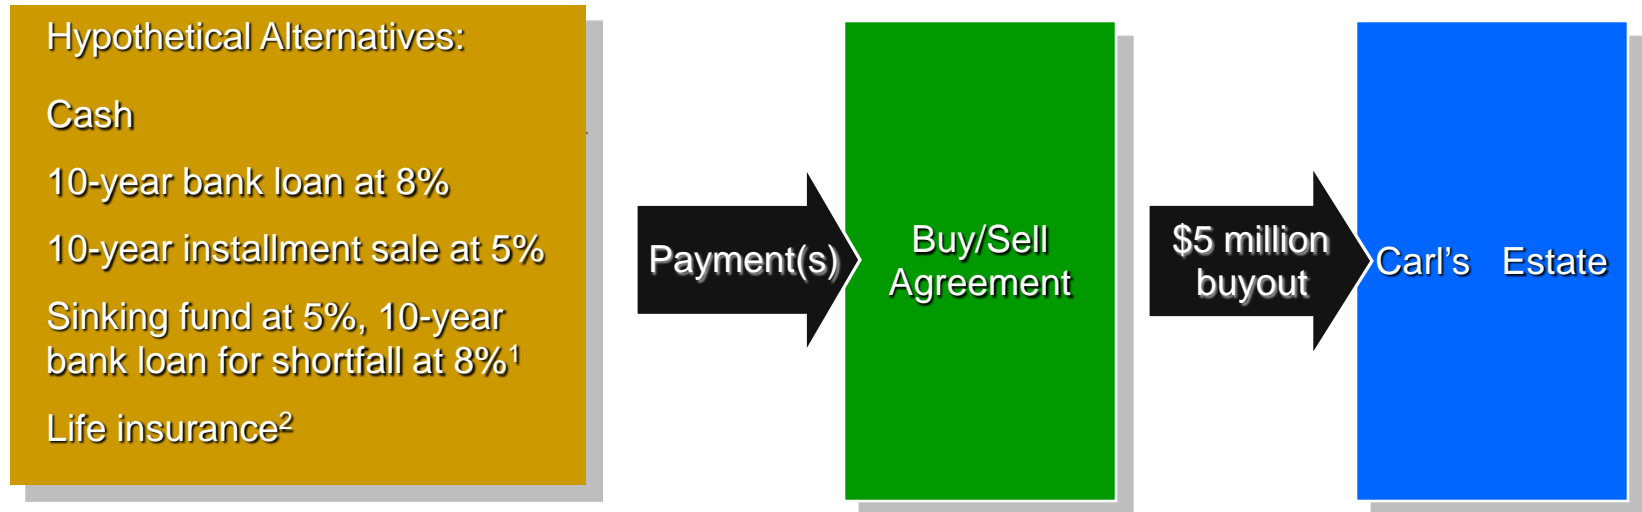 Hypothetical Alternatives:
Cash
10-year bank loan at 8%
10-year installment sale at 5%
Sinking fund at 5%, 10-year
bank loan for shortfall at 8%¹
Life insurance²
Payment(s)
Buy/Sell
Agreement
$5 million
buyout
Carl’s Estate